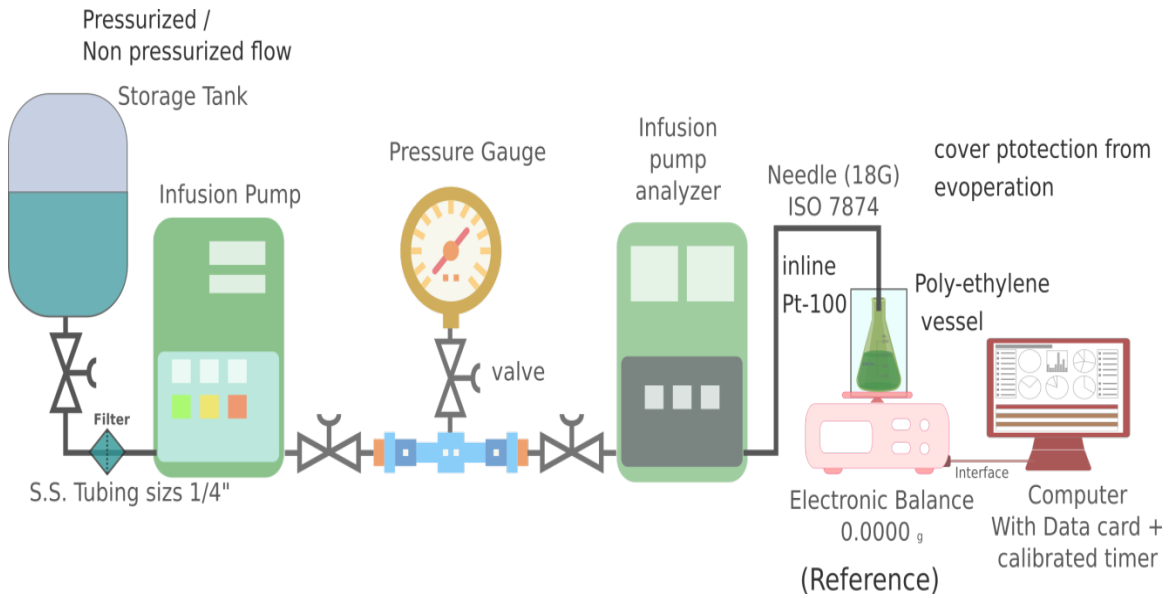 Pressurized /
Non pressurized flow
Storage Tank
Infusion Pump
Pressure Gauge
Infusion
pump
analyzer
Needle (18G)
ISO 7874
cover ptotection from
evoperation
inline
Pt-100
Poly-ethylene
vessel
valve
Filter
S.S. Tubing sizs 1/4"
Interface
Electronic Balance
0.0000 g
(Reference)
Computer
With Data card +
calibrated timer